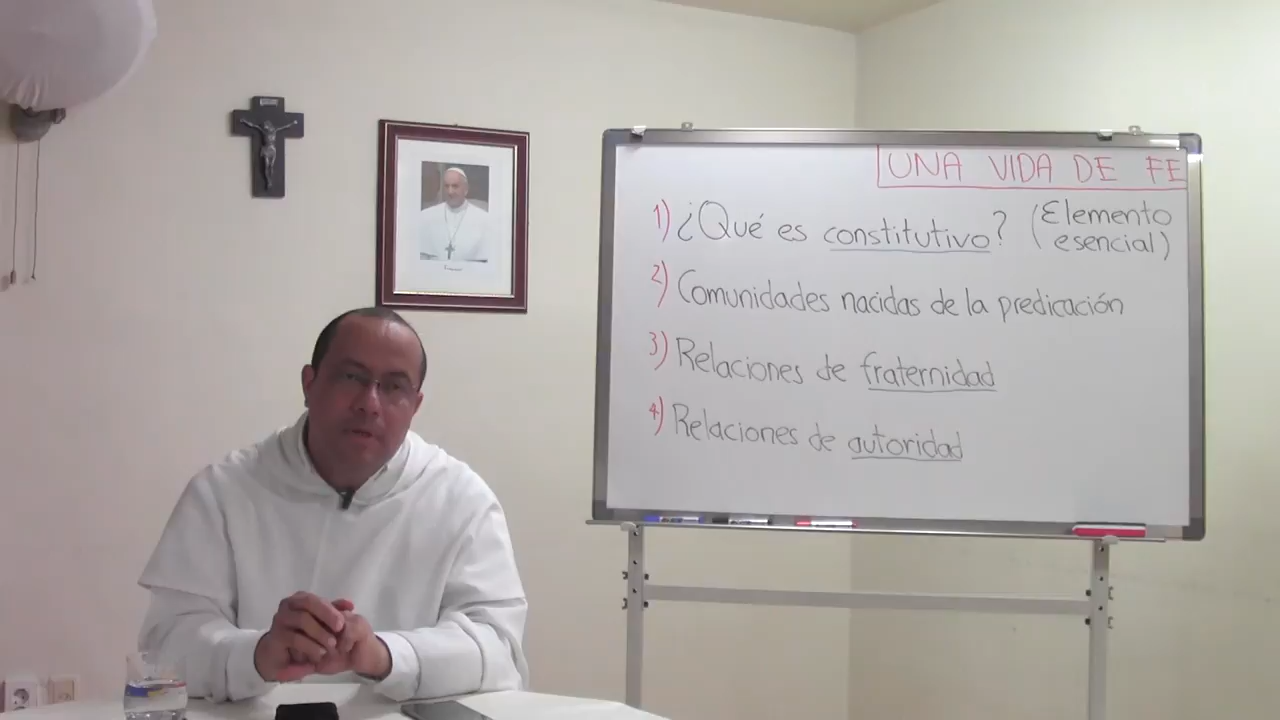 UNA VIDA DE FE
1) ¿Qué es constitutivo? (Elemento
esencial)
2) Comunidades nacidas de la predicación
3) Relaciones de fraternidad
4) Relaciones de autoridad